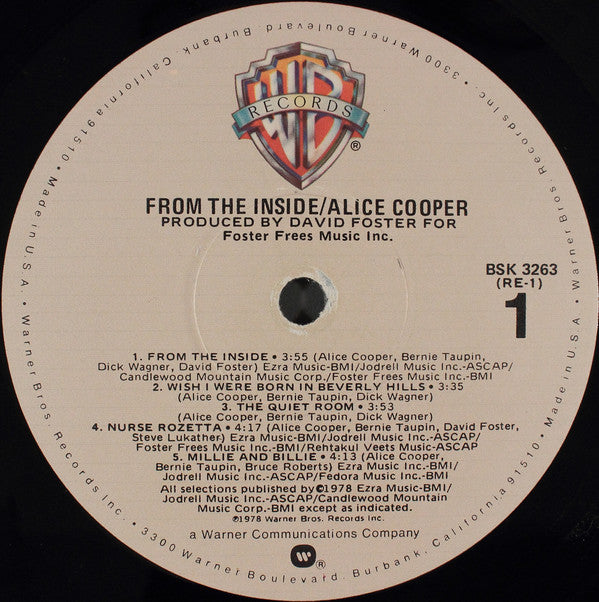 WB
RECORDS
®
FROM THE INSIDE/ALICE COOPER
PRODUCED BY DAVID FOSTER FOR
Foster Frees Music Inc.
BSK 3263
(RE-1)
1
1. FROM THE INSIDE • 3:55 (Alice Cooper, Bernie Taupin,
Dick Wagner, David Foster) Ezra Music-BMI/Jodrell Music Inc.-ASCAP/
Candlewood Mountain Music Corp./Foster Frees Music Inc.-BMI
2. WISH I WERE BORN IN BEVERLY HILLS • 3:35
(Alice Cooper, Bernie Taupin, Dick Wagner)
3. THE QUIET ROOM • 3:53
(Alice Cooper, Bernie Taupin, Dick Wagner)
4. NURSE ROZETTA • 4:17 (Alice Cooper, Bernie Taupin, David Foster,
Steve Lukather) Ezra Music-BMI/Jodrell Music Inc.-ASCAP/
Foster Frees Music Inc.-BMI/Rehtakul Veets Music-ASCAP
5. MILLIE AND BILLIE • 4:13 (Alice Cooper,
Bernie Taupin, Bruce Roberts) Ezra Music Inc.-BMI/
Jodrell Music Inc.-ASCAP/Fedora Music Inc.-BMI
All selections published by ©1978 Ezra Music-BMI/
Jodrell Music Inc.-ASCAP/Candlewood Mountain
Music Corp.-BMI except as indicated.
℗1978 Warner Bros. Records Inc.
a Warner Communications Company
®
Warner Bros. Records Inc. • 3300 Warner Boulevard, Burbank, California 91510 • Made in U.S.A. • Warner Bros. Records Inc. • 3300 Warner Boulevard, Burbank, California 91510 • Made in U.S.A. •